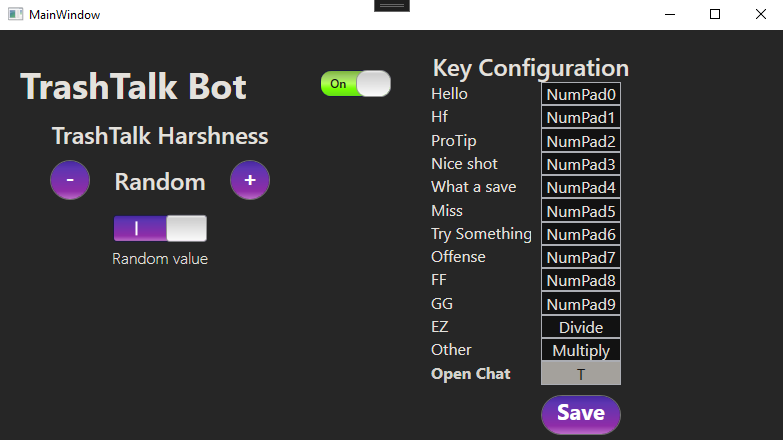 MainWindow
TrashTalk Bot
On
TrashTalk Harshness
- Random +
Random value
Key Configuration
Hello NumPad0
Hf NumPad1
ProTip NumPad2
Nice shot NumPad3
What a save NumPad4
Miss NumPad5
Try Something NumPad6
Offense NumPad7
FF NumPad8
GG NumPad9
EZ Divide
Other Multiply
Open Chat T
Save